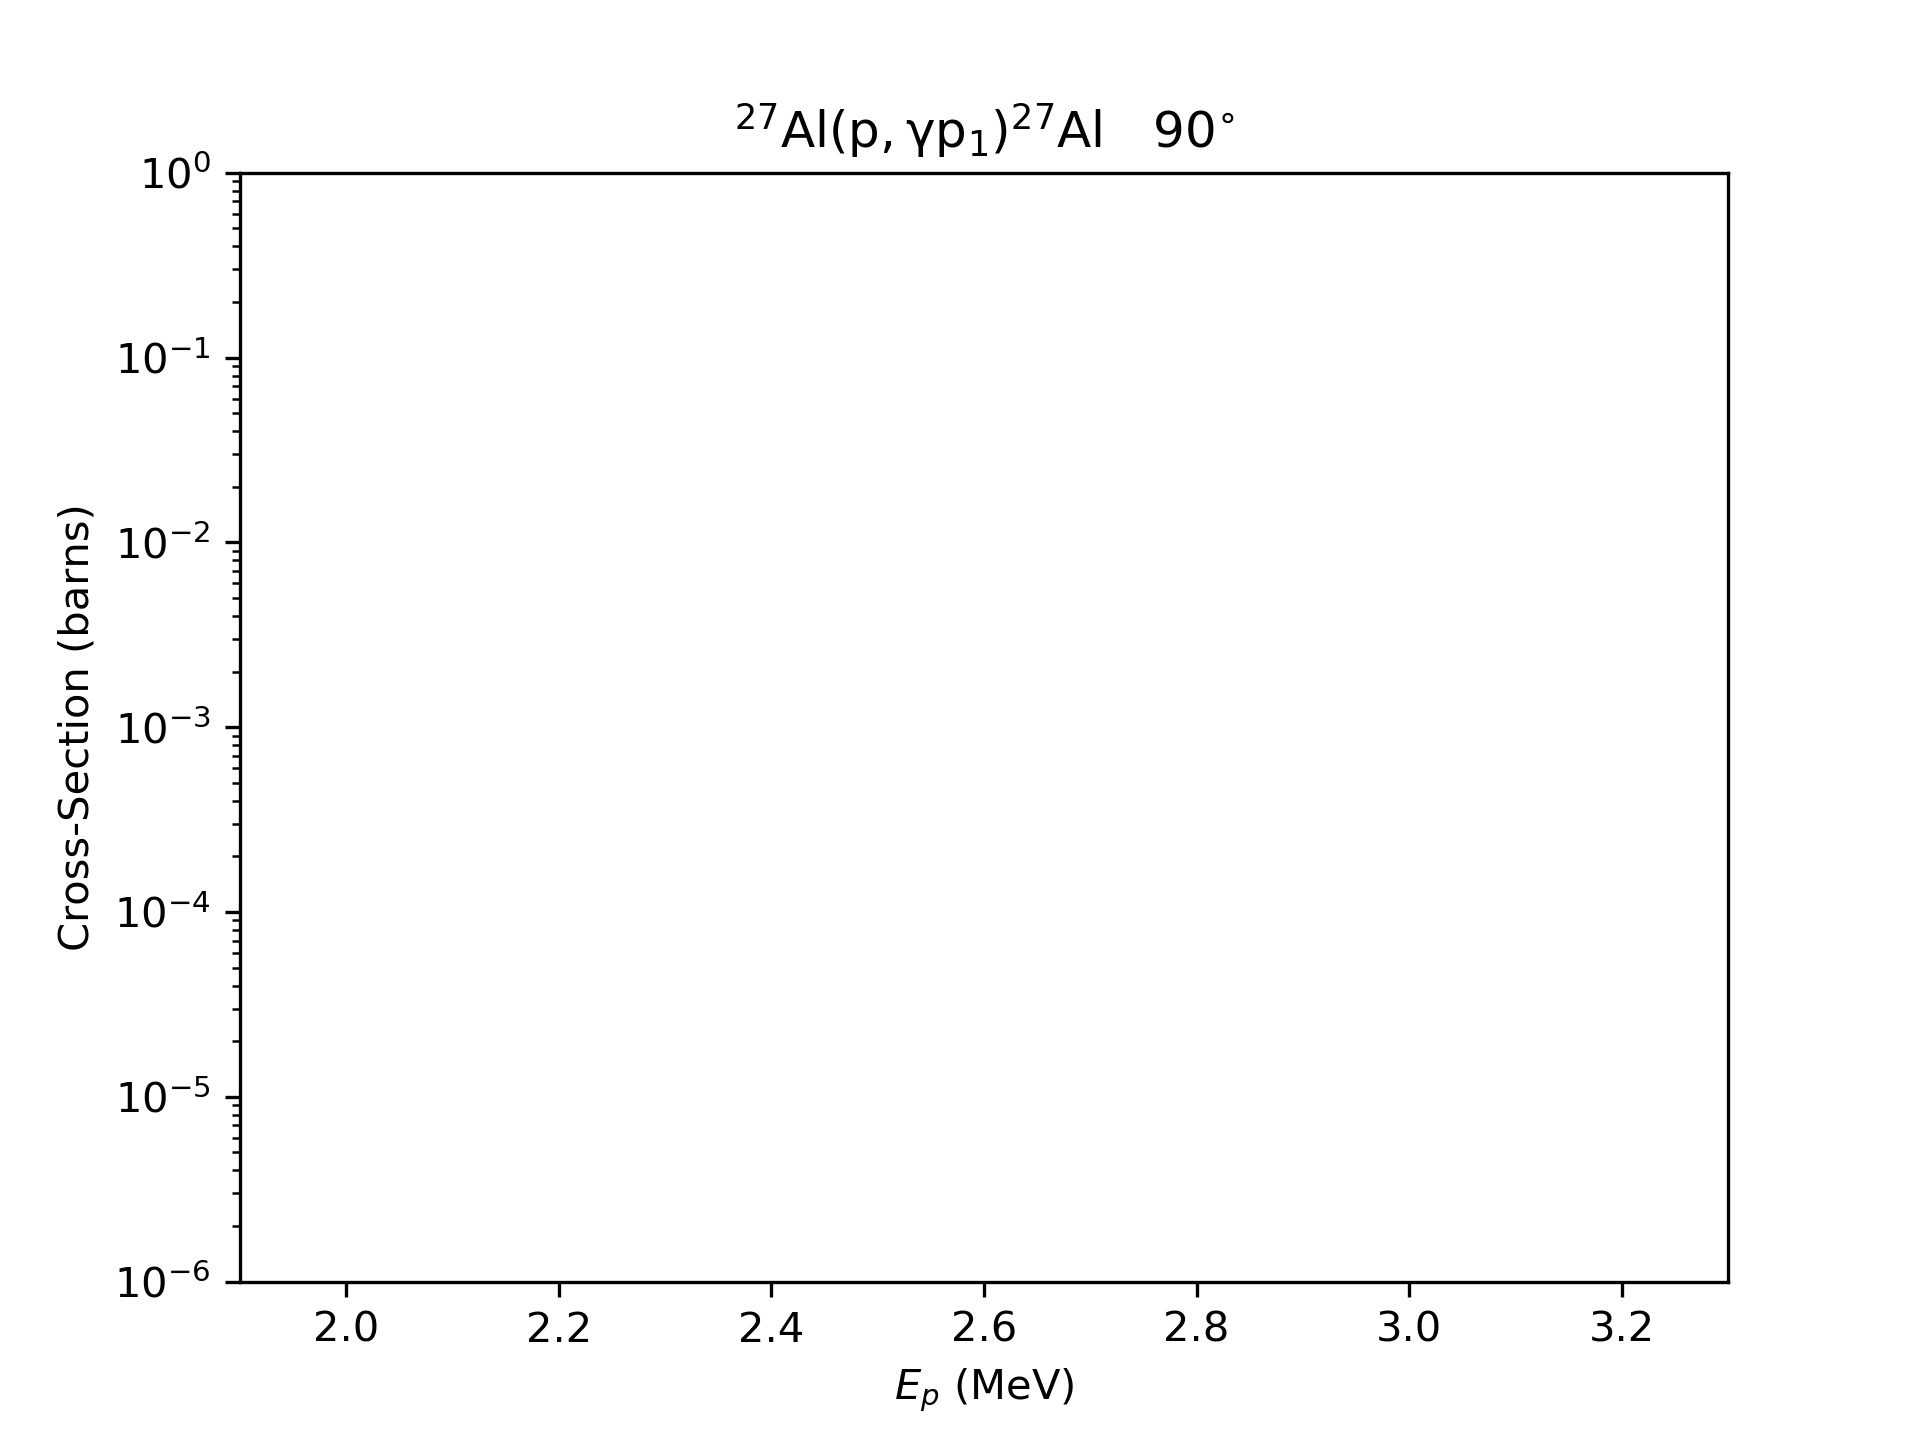 ²⁷Al(p, γp₁)²⁷Al 90°
10⁰
10⁻¹
10⁻²
10⁻³
10⁻⁴
10⁻⁵
10⁻⁶
Cross-Section (barns)
2.0 2.2 2.4 2.6 2.8 3.0 3.2
Eₚ (MeV)